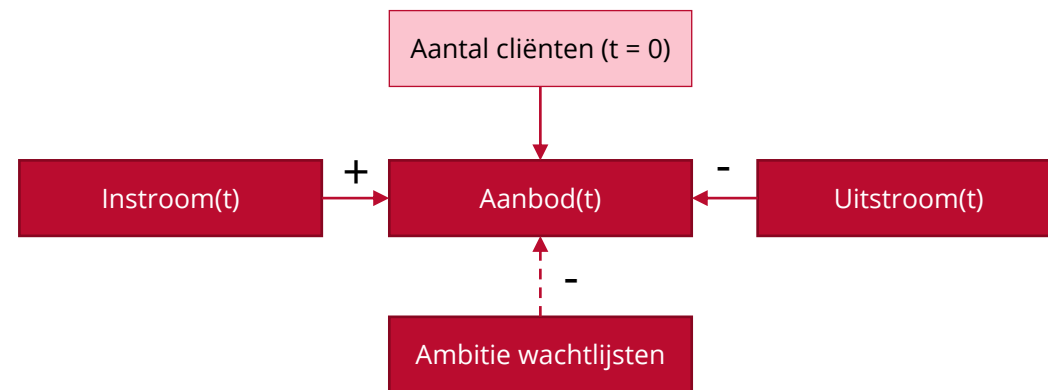 Aantal cliënten (t = 0)
+
-
Instroom(t)
Aanbod(t)
Uitstroom(t)
-
Ambitie wachtlijsten